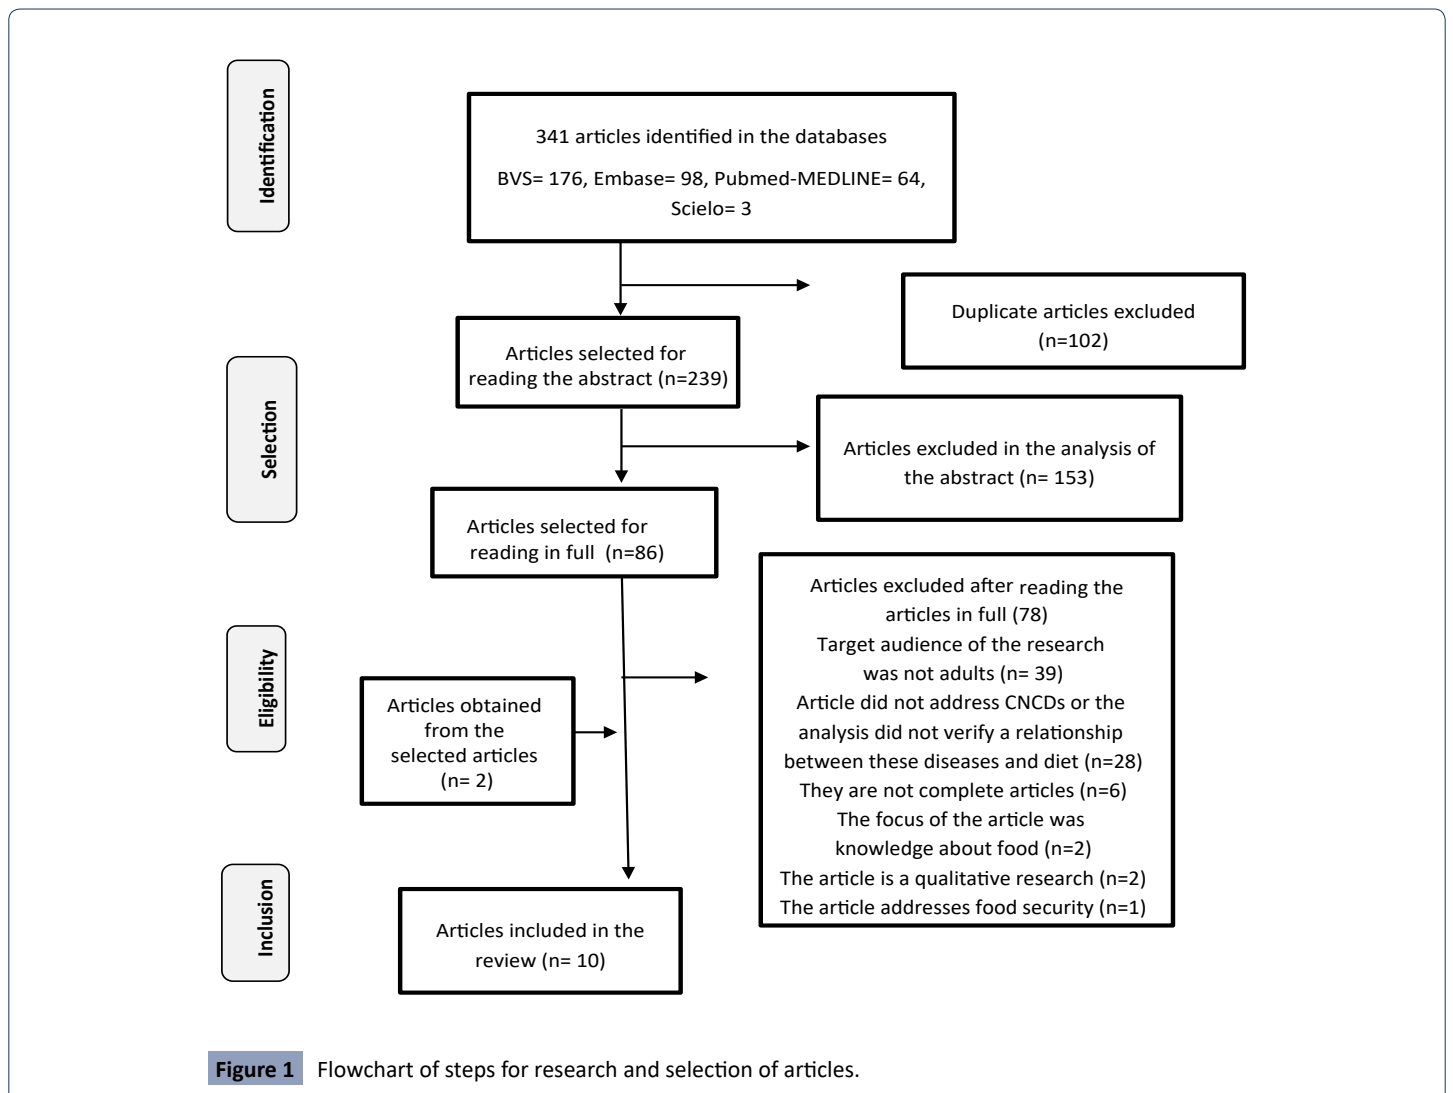 Identification
341 articles identified in the databases
BVS= 176, Embase= 98, Pubmed-MEDLINE= 64,
Scielo= 3
Duplicate articles excluded
(n=102)
Selection
Articles selected for
reading the abstract (n=239)
Articles excluded in the analysis of
the abstract (n= 153)
Articles selected for
reading in full (n=86)
Eligibility
Articles excluded after reading the
articles in full (78)
Target audience of the research
was not adults (n= 39)
Article did not address CNCDs or the
analysis did not verify a relationship
between these diseases and diet (n=28)
They are not complete articles (n=6)
The focus of the article was
knowledge about food (n=2)
The article is a qualitative research (n=2)
The article addresses food security (n=1)
Articles obtained
from the
selected articles
(n= 2)
Inclusion
Articles included in the
review (n= 10)
Figure 1 Flowchart of steps for research and selection of articles.